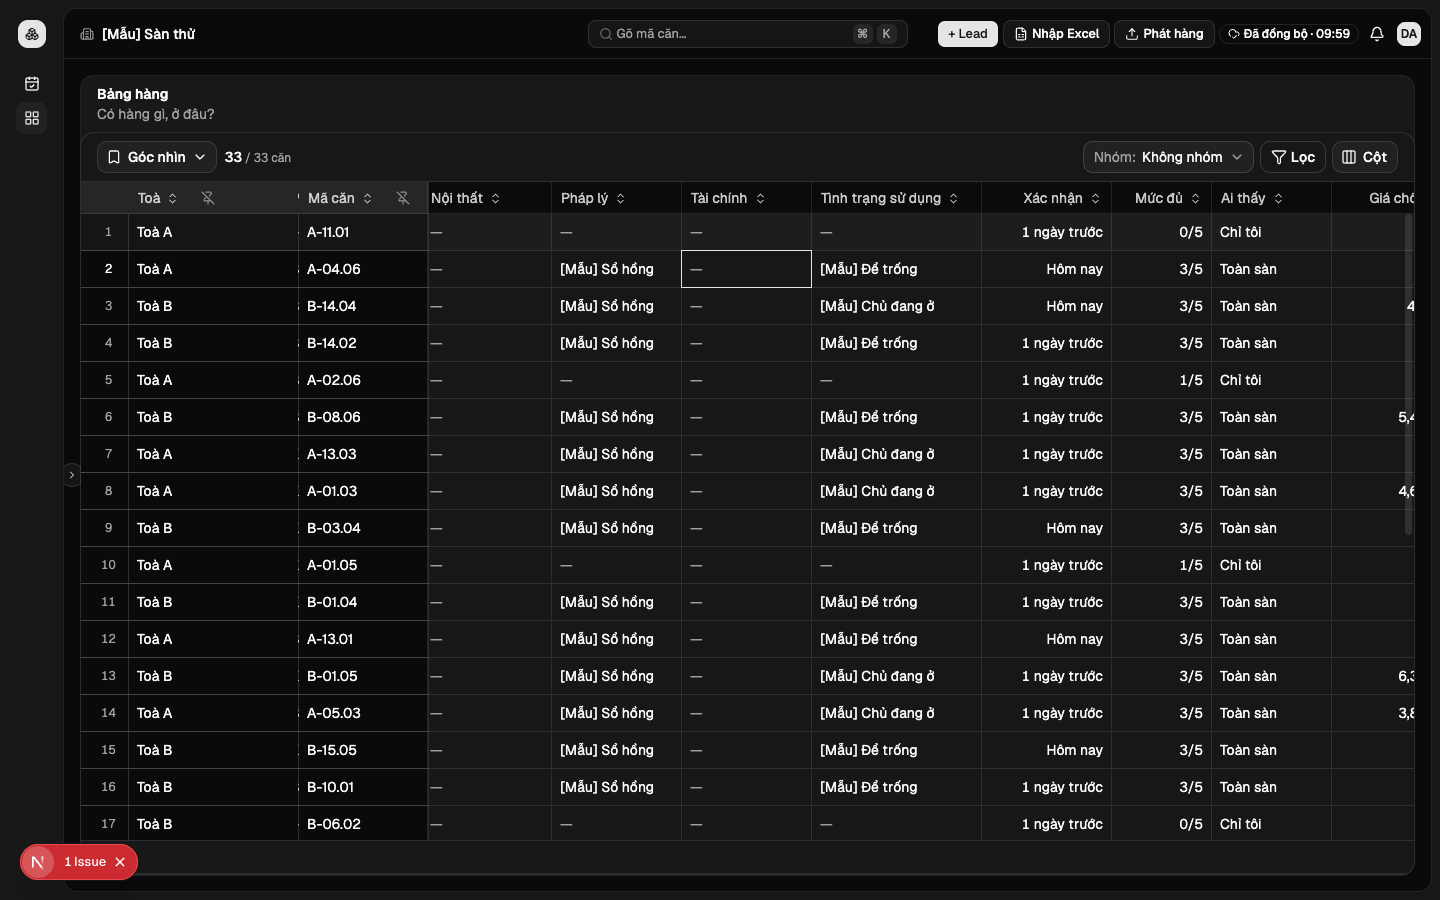 [Mẫu] Sàn thử
Gõ mã căn... ⌘ K
+ Lead
Nhập Excel
Phát hàng
Đã đồng bộ · 09:59
DA
Bảng hàng
Có hàng gì, ở đâu?
Góc nhìn
33 / 33 căn
Nhóm: Không nhóm
Lọc
Cột
Toà Mã căn Nội thất Pháp lý Tài chính Tình trạng sử dụng Xác nhận Mức đủ Ai thấy Giá
1 Toà A A-11.01 — — — — 1 ngày trước 0/5 Chỉ tôi
2 Toà A A-04.06 — [Mẫu] Sổ hồng — [Mẫu] Để trống Hôm nay 3/5 Toàn sàn
3 Toà B B-14.04 — [Mẫu] Sổ hồng — [Mẫu] Chủ đang ở Hôm nay 3/5 Toàn sàn
4 Toà B B-14.02 — [Mẫu] Sổ hồng — [Mẫu] Để trống 1 ngày trước 3/5 Toàn sàn
5 Toà A A-02.06 — — — — 1 ngày trước 1/5 Chỉ tôi
6 Toà B B-08.06 — [Mẫu] Sổ hồng — [Mẫu] Để trống 1 ngày trước 3/5 Toàn sàn
7 Toà A A-13.03 — [Mẫu] Sổ hồng — [Mẫu] Chủ đang ở 1 ngày trước 3/5 Toàn sàn
8 Toà A A-01.03 — [Mẫu] Sổ hồng — [Mẫu] Chủ đang ở 1 ngày trước 3/5 Toàn sàn
9 Toà B B-03.04 — [Mẫu] Sổ hồng — [Mẫu] Để trống Hôm nay 3/5 Toàn sàn
10 Toà A A-01.05 — — — — 1 ngày trước 1/5 Chỉ tôi
11 Toà B B-01.04 — [Mẫu] Sổ hồng — [Mẫu] Để trống 1 ngày trước 3/5 Toàn sàn
12 Toà A A-13.01 — [Mẫu] Sổ hồng — [Mẫu] Để trống Hôm nay 3/5 Toàn sàn
13 Toà B B-01.05 — [Mẫu] Sổ hồng — [Mẫu] Chủ đang ở 1 ngày trước 3/5 Toàn sàn
14 Toà A A-05.03 — [Mẫu] Sổ hồng — [Mẫu] Chủ đang ở 1 ngày trước 3/5 Toàn sàn
15 Toà B B-15.05 — [Mẫu] Sổ hồng — [Mẫu] Để trống Hôm nay 3/5 Toàn sàn
16 Toà B B-10.01 — [Mẫu] Sổ hồng — [Mẫu] Để trống 1 ngày trước 3/5 Toàn sàn
17 Toà B B-06.02 — — — — 1 ngày trước 0/5 Chỉ tôi
N 1 Issue